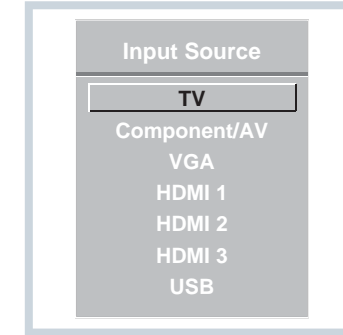 Input Source
TV
Component/AV
VGA
HDMI 1
HDMI 2
HDMI 3
USB